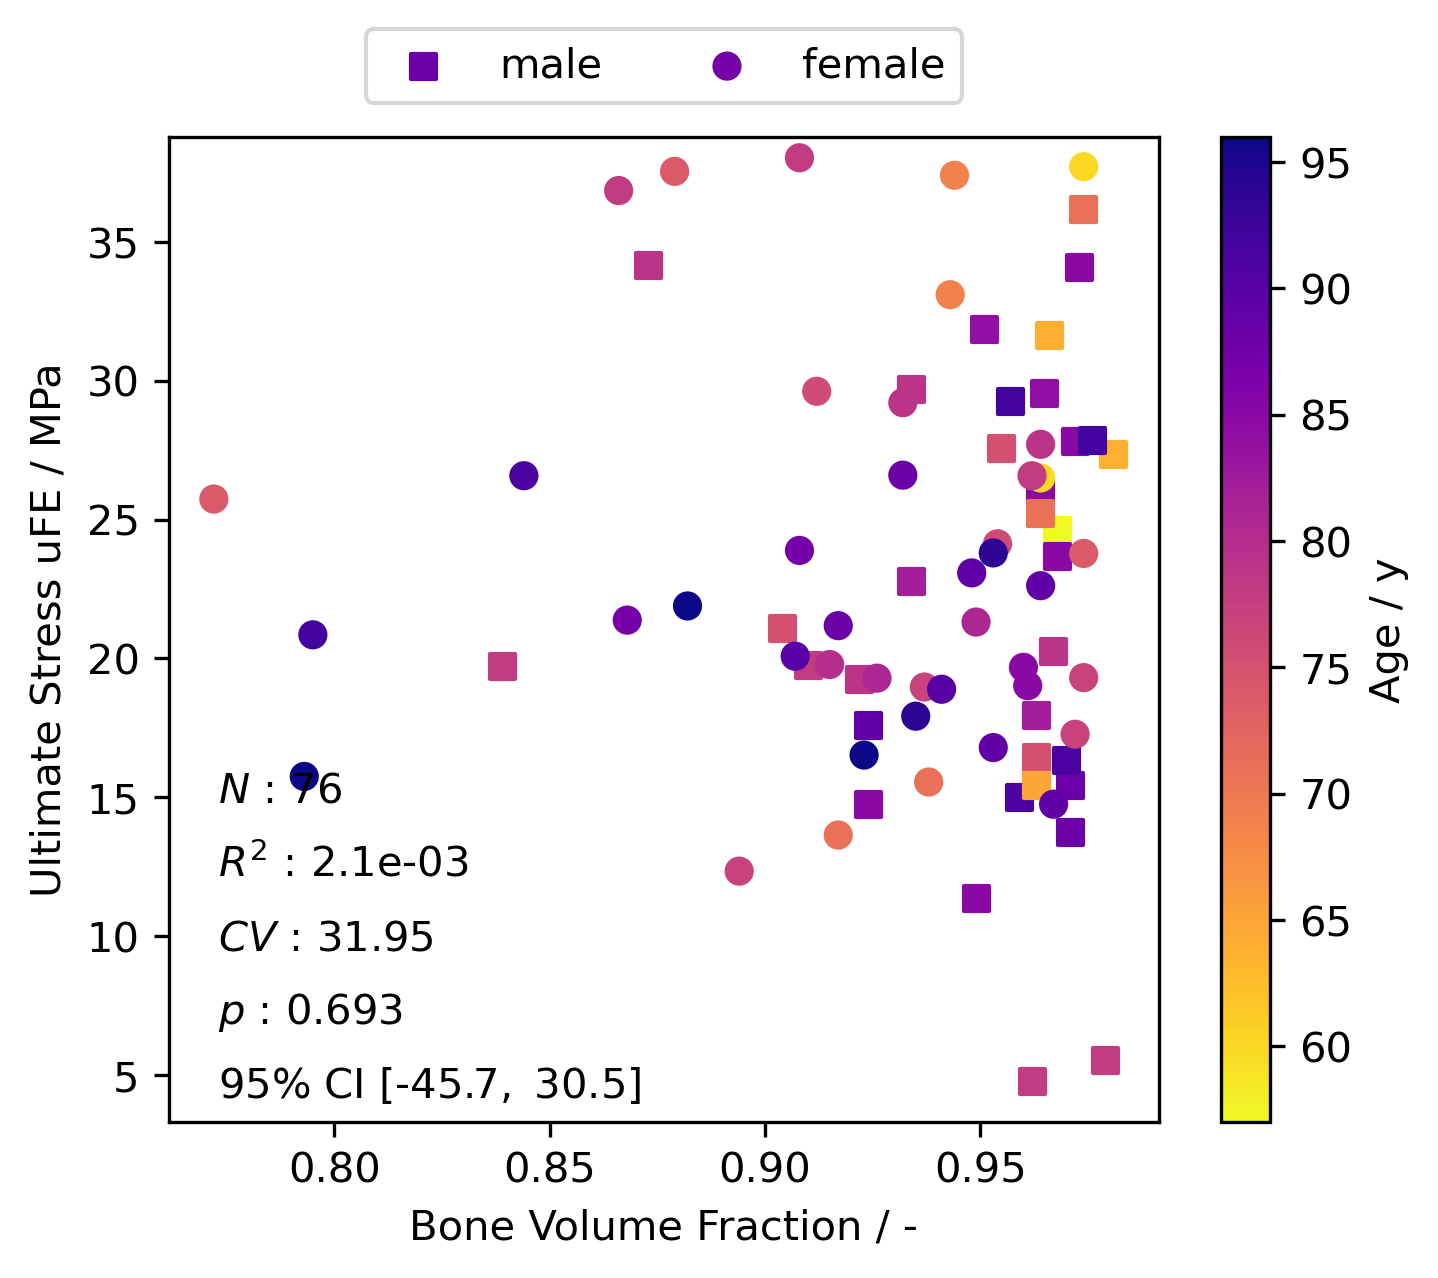 male female
35
30
25
20
15
10
5
Ultimate Stress uFE / MPa
N : 76
R² : 2.1e-03
CV : 31.95
p : 0.693
95% CI [-45.7, 30.5]
0.80 0.85 0.90 0.95
Bone Volume Fraction / -
95
90
85
80
75
70
65
60
Age / y